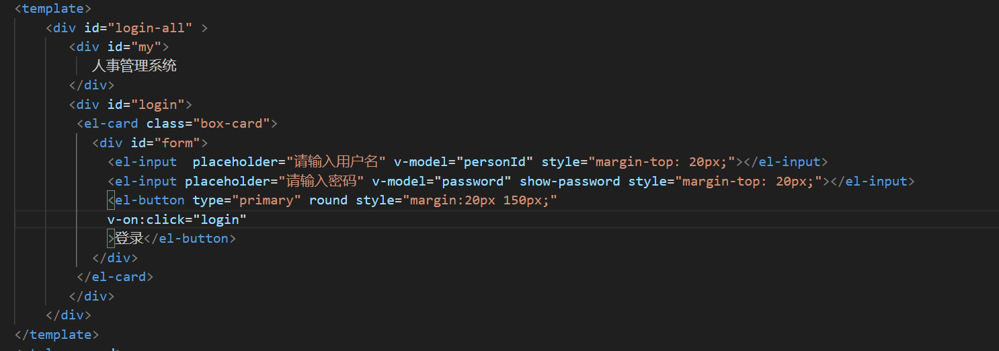 <template>
<div id="login-all" >
<div id="my">
人事管理系统
</div>
<div id="login">
<el-card class="box-card">
<div id="form">
<el-input  placeholder="请输入用户名" v-model="personId" style="margin-top: 20px;"></el-input>
<el-input placeholder="请输入密码" v-model="password" show-password style="margin-top: 20px;"></el-input>
<el-button type="primary" round style="margin:20px 150px;"
v-on:click="login"
>登录</el-button>
</div>
</el-card>
</div>
</div>
</template>